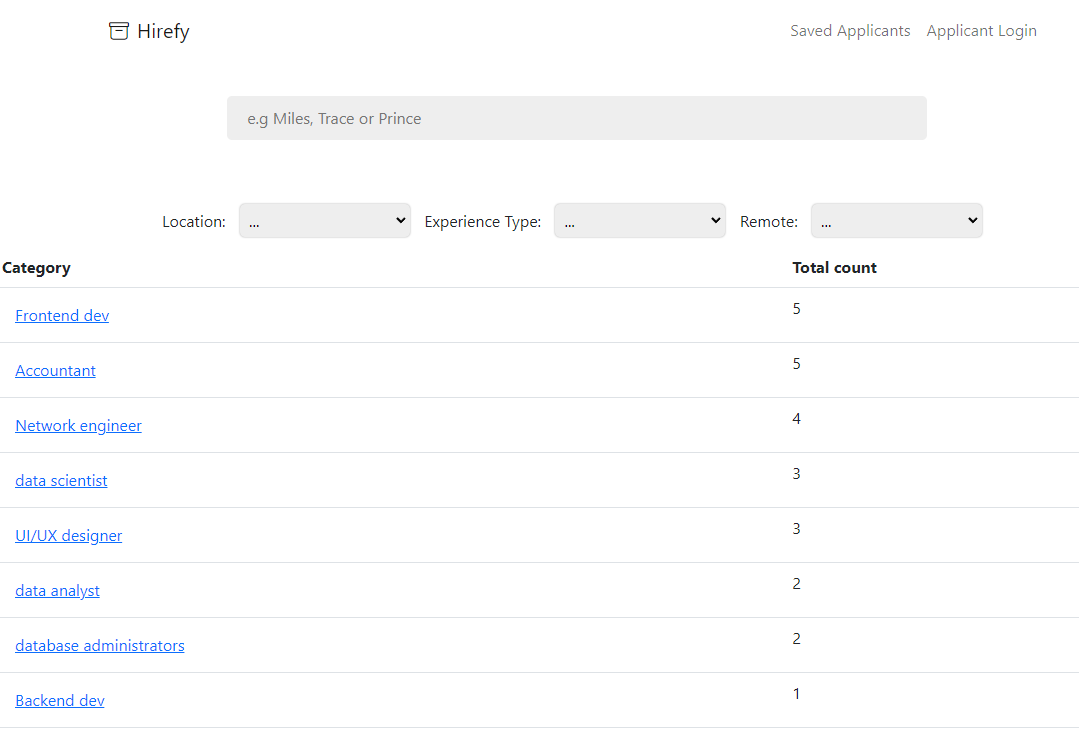 Hirefy Saved Applicants Applicant Login
e.g Miles, Trace or Prince
Location: ... Experience Type: ... Remote: ...
Category Total count
Frontend dev 5
Accountant 5
Network engineer 4
data scientist 3
UI/UX designer 3
data analyst 2
database administrators 2
Backend dev 1